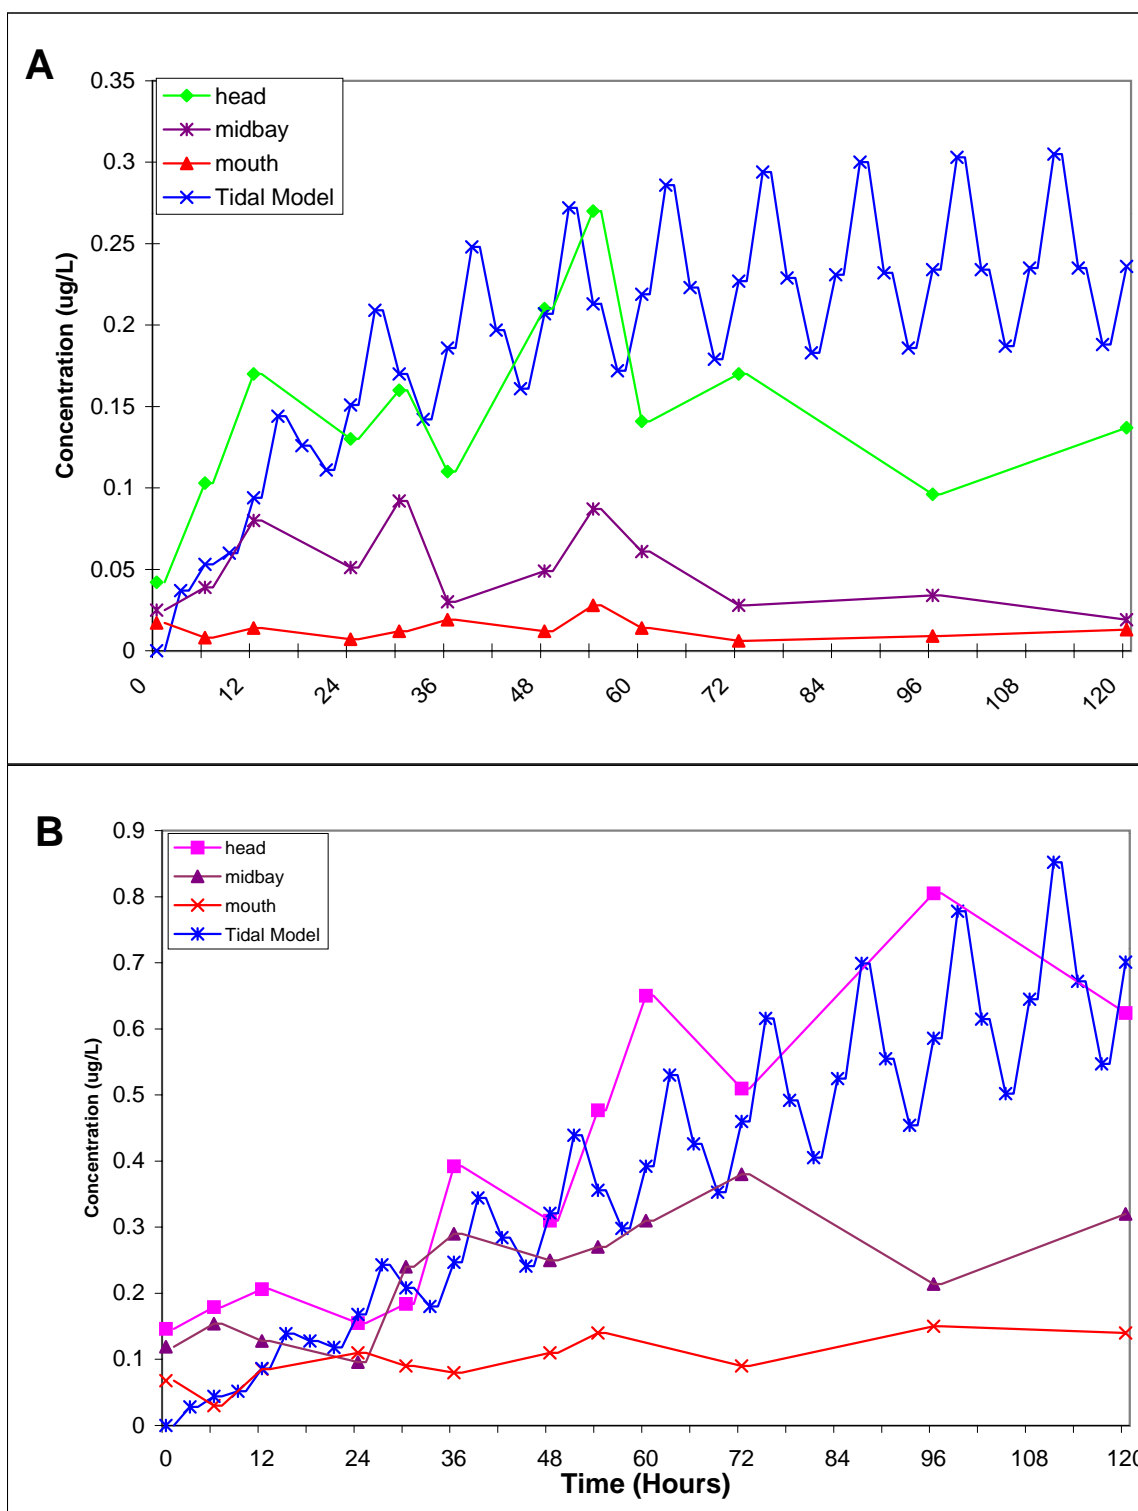 A
0.35
0.3
0.25
0.2
0.15
0.1
0.05
0
Concentration (ug/L)
head
midbay
mouth
Tidal Model
0 12 24 36 48 60 72 84 96 108 120
B
0.9
0.8
0.7
0.6
0.5
0.4
0.3
0.2
0.1
0
Concentration (ug/L)
head
midbay
mouth
Tidal Model
0 12 24 36 48 60 72 84 96 108 120
Time (Hours)